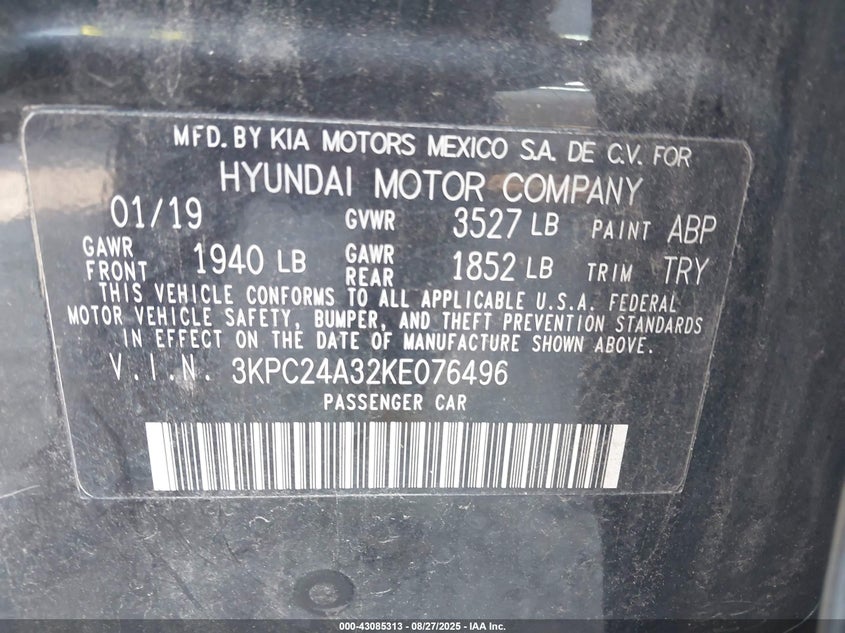 MFD. BY KIA MOTORS MEXICO S.A. DE C.V. FOR
HYUNDAI MOTOR COMPANY
01/19 GVWR 3527 LB PAINT ABP
GAWR FRONT 1940 LB GAWR REAR 1852 LB TRIM TRY
THIS VEHICLE CONFORMS TO ALL APPLICABLE U.S.A. FEDERAL
MOTOR VEHICLE SAFETY, BUMPER, AND THEFT PREVENTION STANDARDS
IN EFFECT ON THE DATE OF MANUFACTURE SHOWN ABOVE.
V.I.N. 3KPC24A32KE076496
PASSENGER CAR
000-43085313 - 08/27/2025 - IAA Inc.